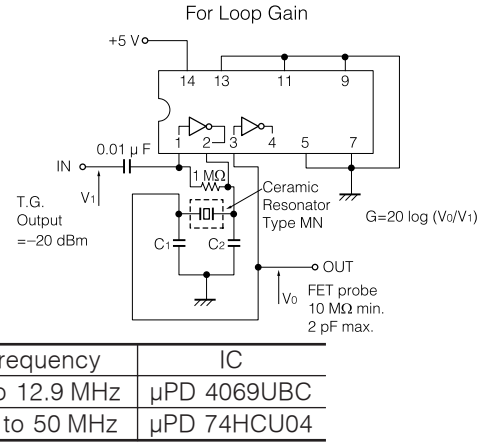 For Loop Gain
+5 V
14 13 11 9
1 2 3 4 5 7
0.01 µ F
IN
1 MΩ
V1
T.G.
Output
=−20 dBm
Ceramic
Resonator
Type MN
G=20 log (V0/V1)
C1
C2
OUT
V0
FET probe
10 MΩ min.
2 pF max.
requency IC
12.9 MHz µPD 4069UBC
to 50 MHz µPD 74HCU04